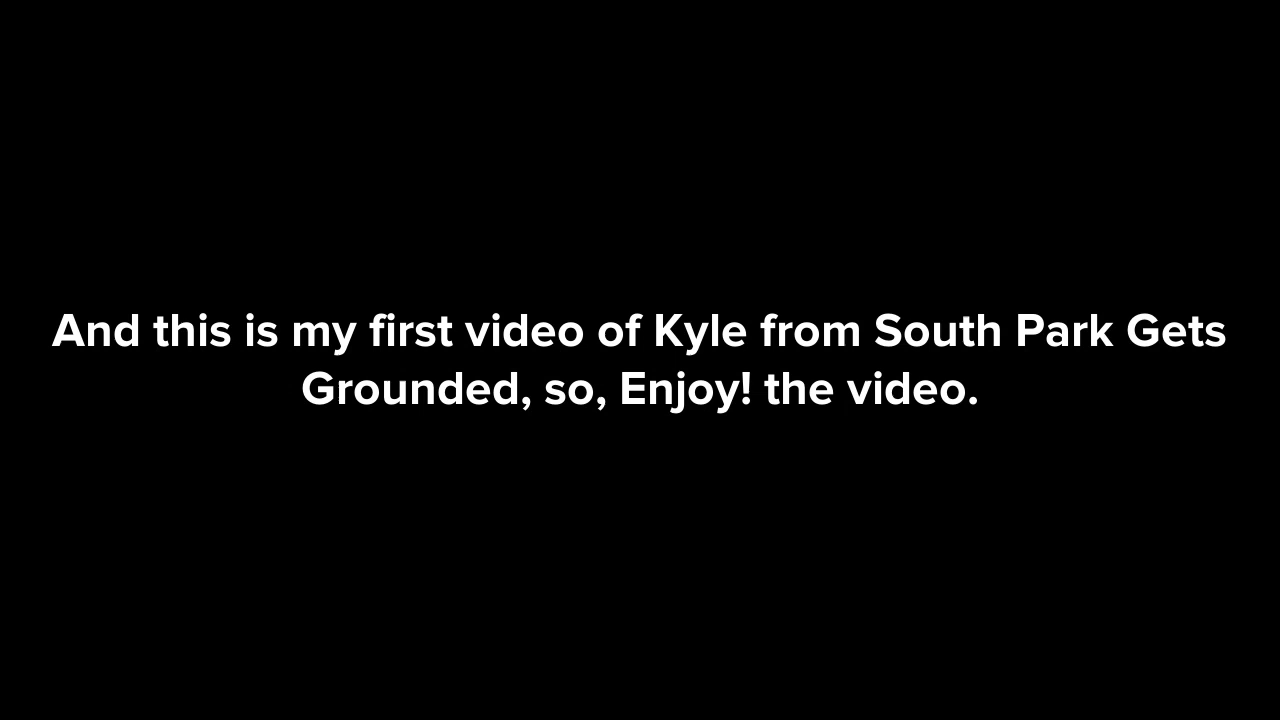 And this is my first video of Kyle from South Park Gets
Grounded, so, Enjoy! the video.